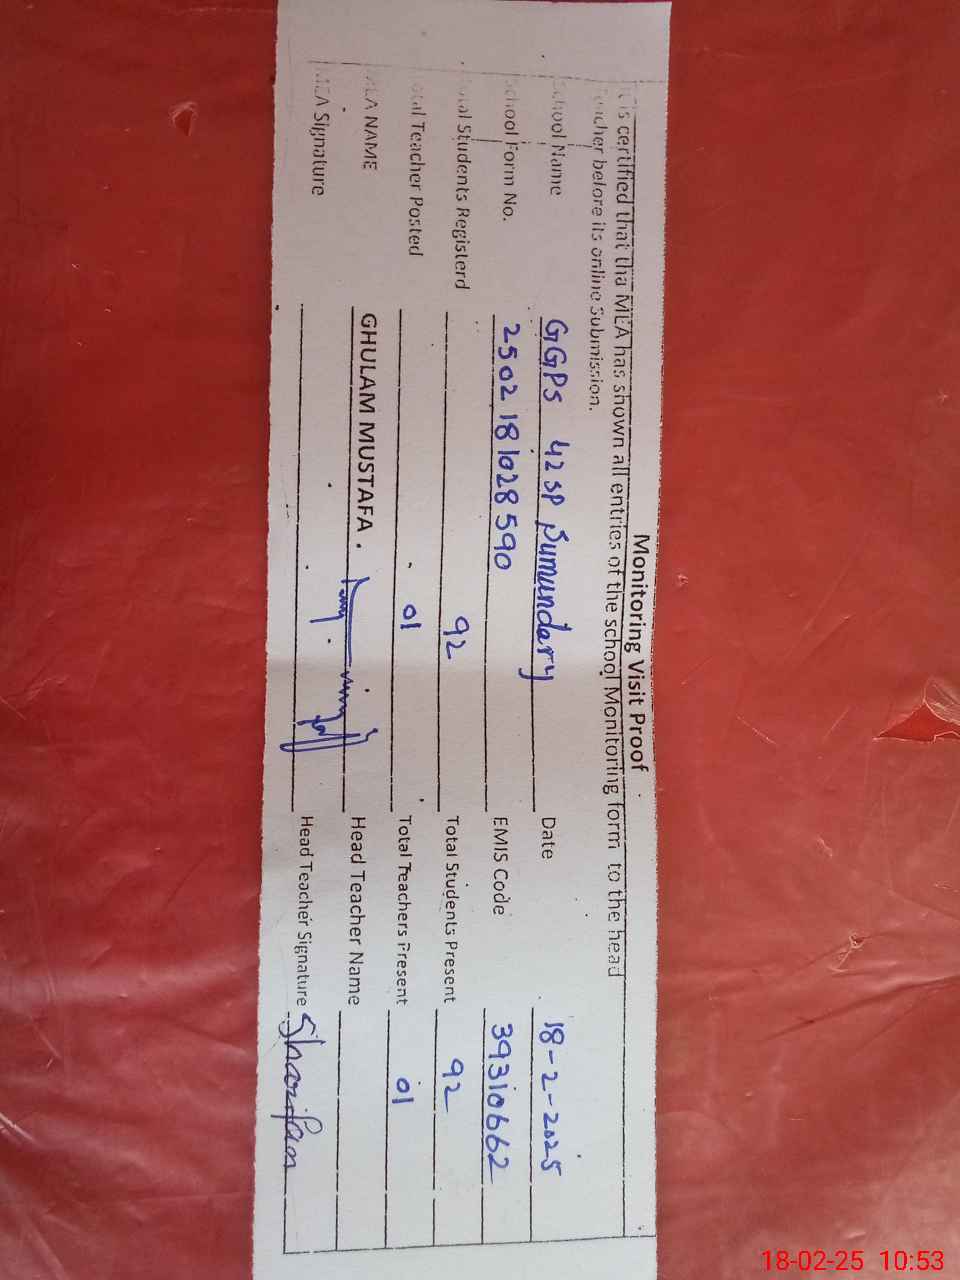 Monitoring Visit Proof
It is certified that tha MEA has shown all entries of the school Monitoring form to the head
Teacher before its online Submission.
School Name GGPS 42 SP Sumundery Date 18-2-2025
School Form No. 2502181028590 EMIS Code 39310662
Total Students Registerd 92 Total Students Present 92
Total Teacher Posted 01 Total Teachers Present 01
MEA NAME GHULAM MUSTAFA. Head Teacher Name
MEA Signature Head Teacher Signature Sharifan
18-02-25 10:53